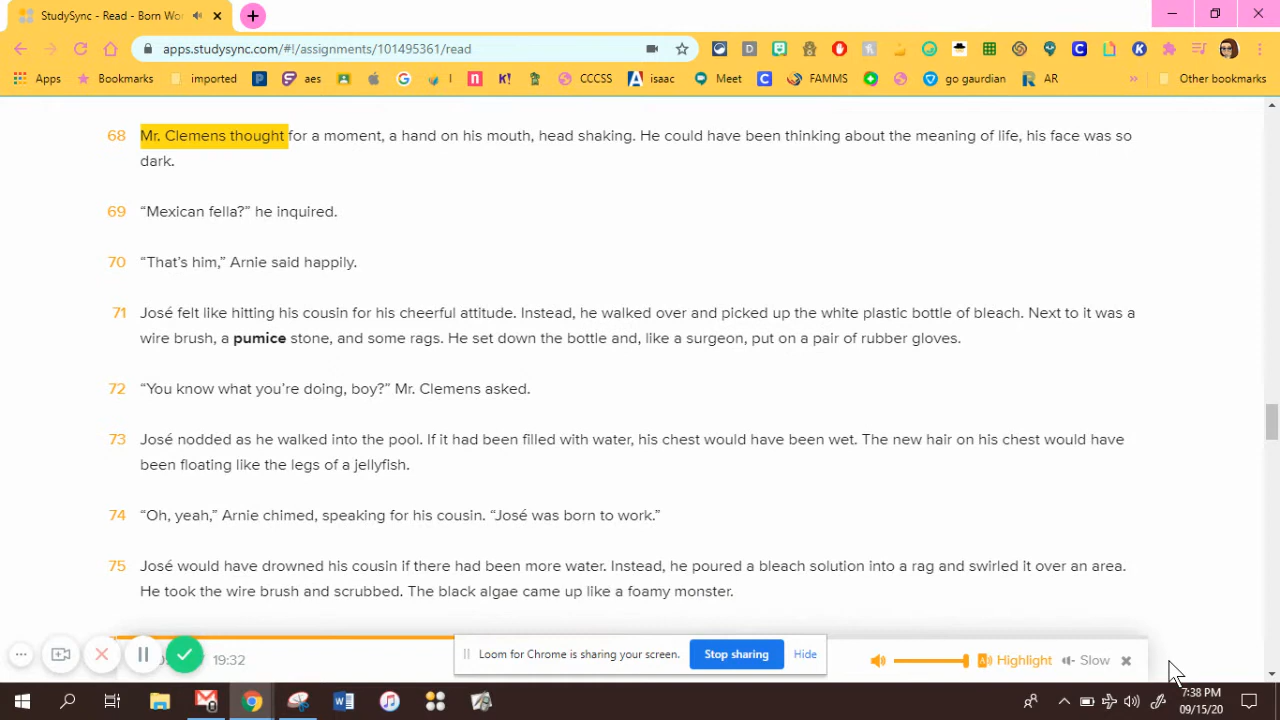 StudySync - Read - Born Wo
apps.studysync.com/#!/assignments/101495361/read
Apps Bookmarks imported aes CCCSS isaac Meet FAMMS go gaurdian AR » Other bookmarks
68 Mr. Clemens thought for a moment, a hand on his mouth, head shaking. He could have been thinking about the meaning of life, his face was so
dark.
69 “Mexican fella?” he inquired.
70 “That’s him,” Arnie said happily.
71 José felt like hitting his cousin for his cheerful attitude. Instead, he walked over and picked up the white plastic bottle of bleach. Next to it was a
wire brush, a pumice stone, and some rags. He set down the bottle and, like a surgeon, put on a pair of rubber gloves.
72 “You know what you’re doing, boy?” Mr. Clemens asked.
73 José nodded as he walked into the pool. If it had been filled with water, his chest would have been wet. The new hair on his chest would have
been floating like the legs of a jellyfish.
74 “Oh, yeah,” Arnie chimed, speaking for his cousin. “José was born to work.”
75 José would have drowned his cousin if there had been more water. Instead, he poured a bleach solution into a rag and swirled it over an area.
He took the wire brush and scrubbed. The black algae came up like a foamy monster.
19:32 Loom for Chrome is sharing your screen. Stop sharing Hide Highlight Slow
7:38 PM
09/15/20